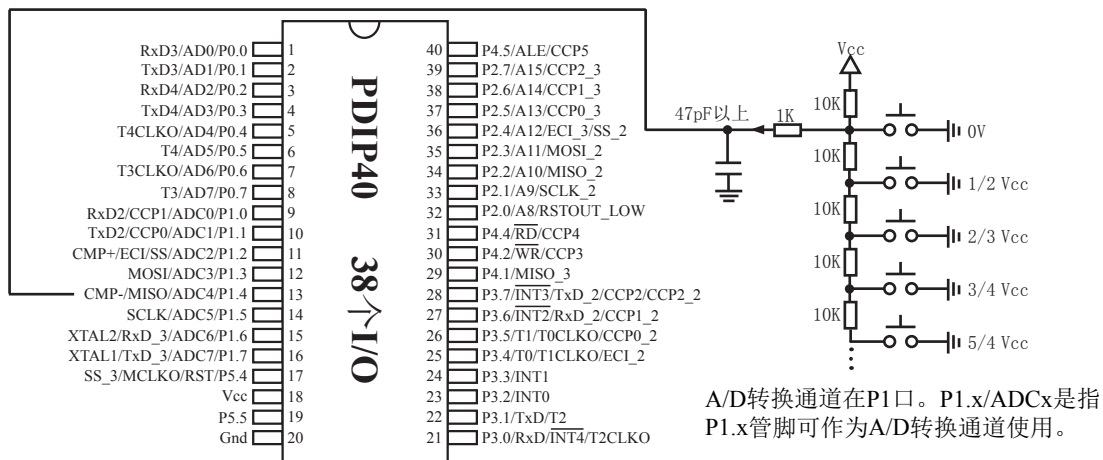 RxD3/AD0/P0.0 1
TxD3/AD1/P0.1 2
RxD4/AD2/P0.2 3
TxD4/AD3/P0.3 4
T4CLKO/AD4/P0.4 5
T4/AD5/P0.5 6
T3CLKO/AD6/P0.6 7
T3/AD7/P0.7 8
RxD2/CCP1/ADC0/P1.0 9
TxD2/CCP0/ADC1/P1.1 10
CMP+/ECI/SS/ADC2/P1.2 11
MOSI/ADC3/P1.3 12
CMP-/MISO/ADC4/P1.4 13
SCLK/ADC5/P1.5 14
XTAL2/RxD_3/ADC6/P1.6 15
XTAL1/TxD_3/ADC7/P1.7 16
SS_3/MCLKO/RST/P5.4 17
Vcc 18
P5.5 19
Gnd 20
PDIP40 38个I/O
40 P4.5/ALE/CCP5
39 P2.7/A15/CCP2_3
38 P2.6/A14/CCP1_3
37 P2.5/A13/CCP0_3
36 P2.4/A12/ECI_3/SS_2
35 P2.3/A11/MOSI_2
34 P2.2/A10/MISO_2
33 P2.1/A9/SCLK_2
32 P2.0/A8/RSTOUT_LOW
31 P4.4/RD/CCP4
30 P4.2/WR/CCP3
29 P4.1/MISO_3
28 P3.7/INT3/TxD_2/CCP2/CCP2_2
27 P3.6/INT2/RxD_2/CCP1_2
26 P3.5/T1/T0CLKO/CCP0_2
25 P3.4/T0/T1CLKO/ECI_2
24 P3.3/INT1
23 P3.2/INT0
22 P3.1/TxD/T2
21 P3.0/RxD/INT4/T2CLKO
Vcc
10K
47pF以上 1K
0V
10K
1/2 Vcc
10K
2/3 Vcc
10K
3/4 Vcc
10K
5/4 Vcc
A/D转换通道在P1口。P1.x/ADCx是指
P1.x管脚可作为A/D转换通道使用。